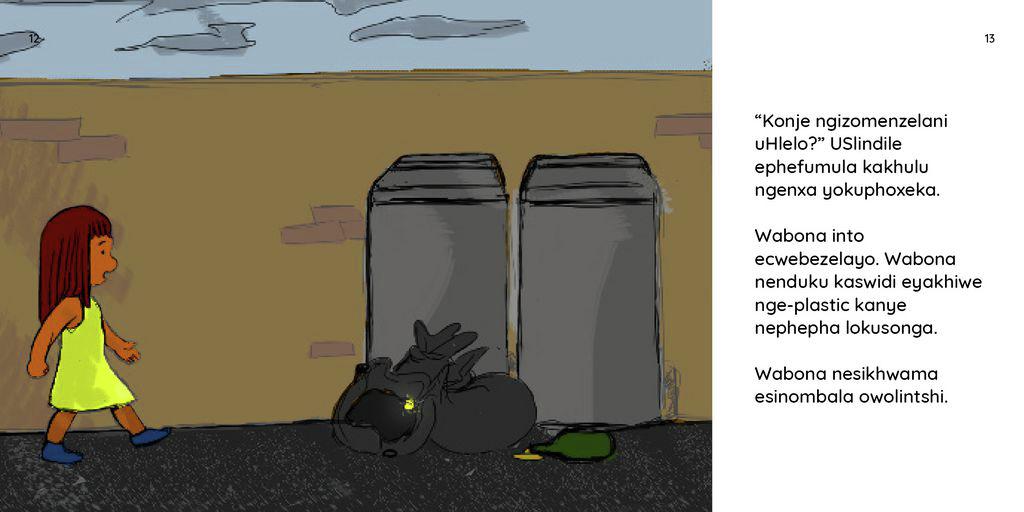 12
13
“Konje ngizomenzelani
uHlelo?” USlindile
ephefumula kakhulu
ngenxa yokuphoxeka.
Wabona into
ecwebezelayo. Wabona
nenduku kaswidi eyakhiwe
nge-plastic kanye
nephepha lokusonga.
Wabona nesikhwama
esinombala owolintshi.